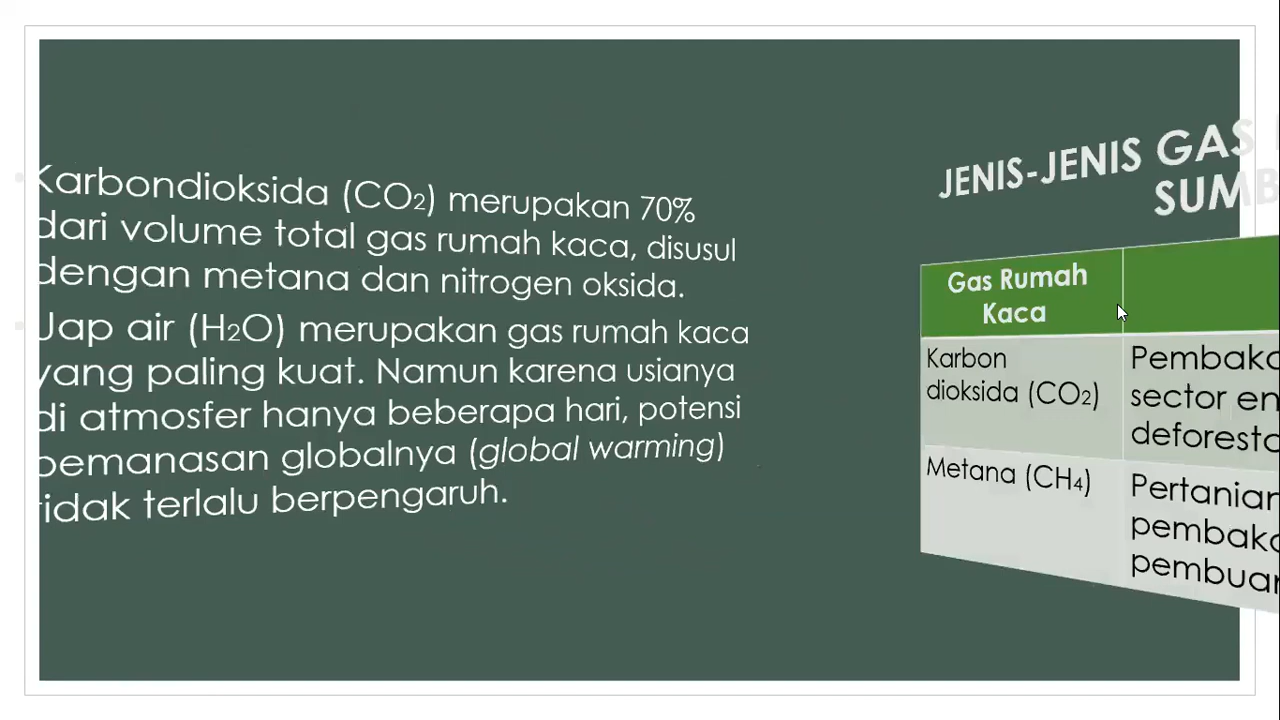 Karbondioksida (CO2) merupakan 70%
dari volume total gas rumah kaca, disusul
dengan metana dan nitrogen oksida.
Uap air (H2O) merupakan gas rumah kaca
yang paling kuat. Namun karena usianya
di atmosfer hanya beberapa hari, potensi
pemanasan globalnya (global warming)
tidak terlalu berpengaruh.
JENIS-JENIS GAS
Gas Rumah
Kaca
Karbon
dioksida (CO2)
sector
Metana (CH4)
Pertanian